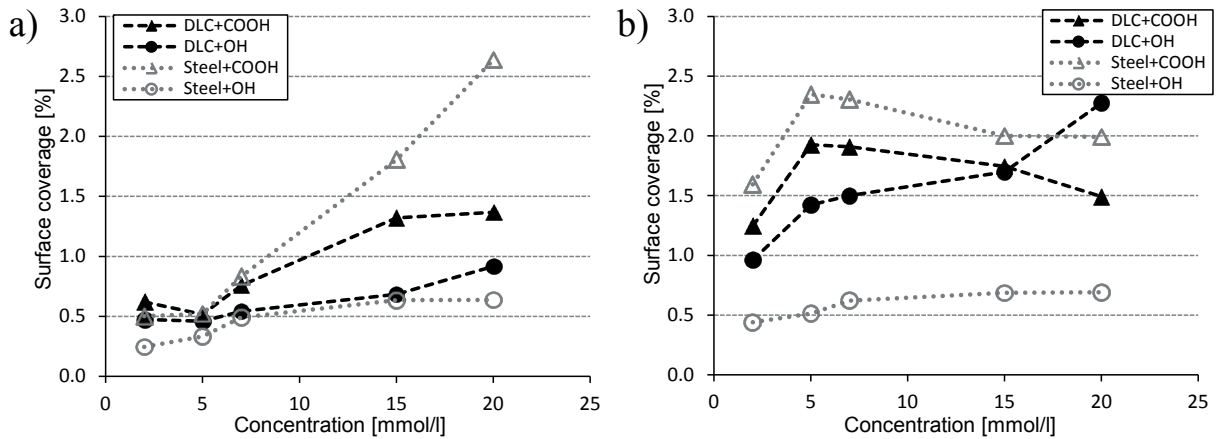 a)
DLC+COOH
DLC+OH
Steel+COOH
Steel+OH
Surface coverage [%]
3.0
2.5
2.0
1.5
1.0
0.5
0.0
0 5 10 15 20 25
Concentration [mmol/l]
b)
DLC+COOH
DLC+OH
Steel+COOH
Steel+OH
Surface coverage [%]
3.0
2.5
2.0
1.5
1.0
0.5
0.0
0 5 10 15 20 25
Concentration [mmol/l]